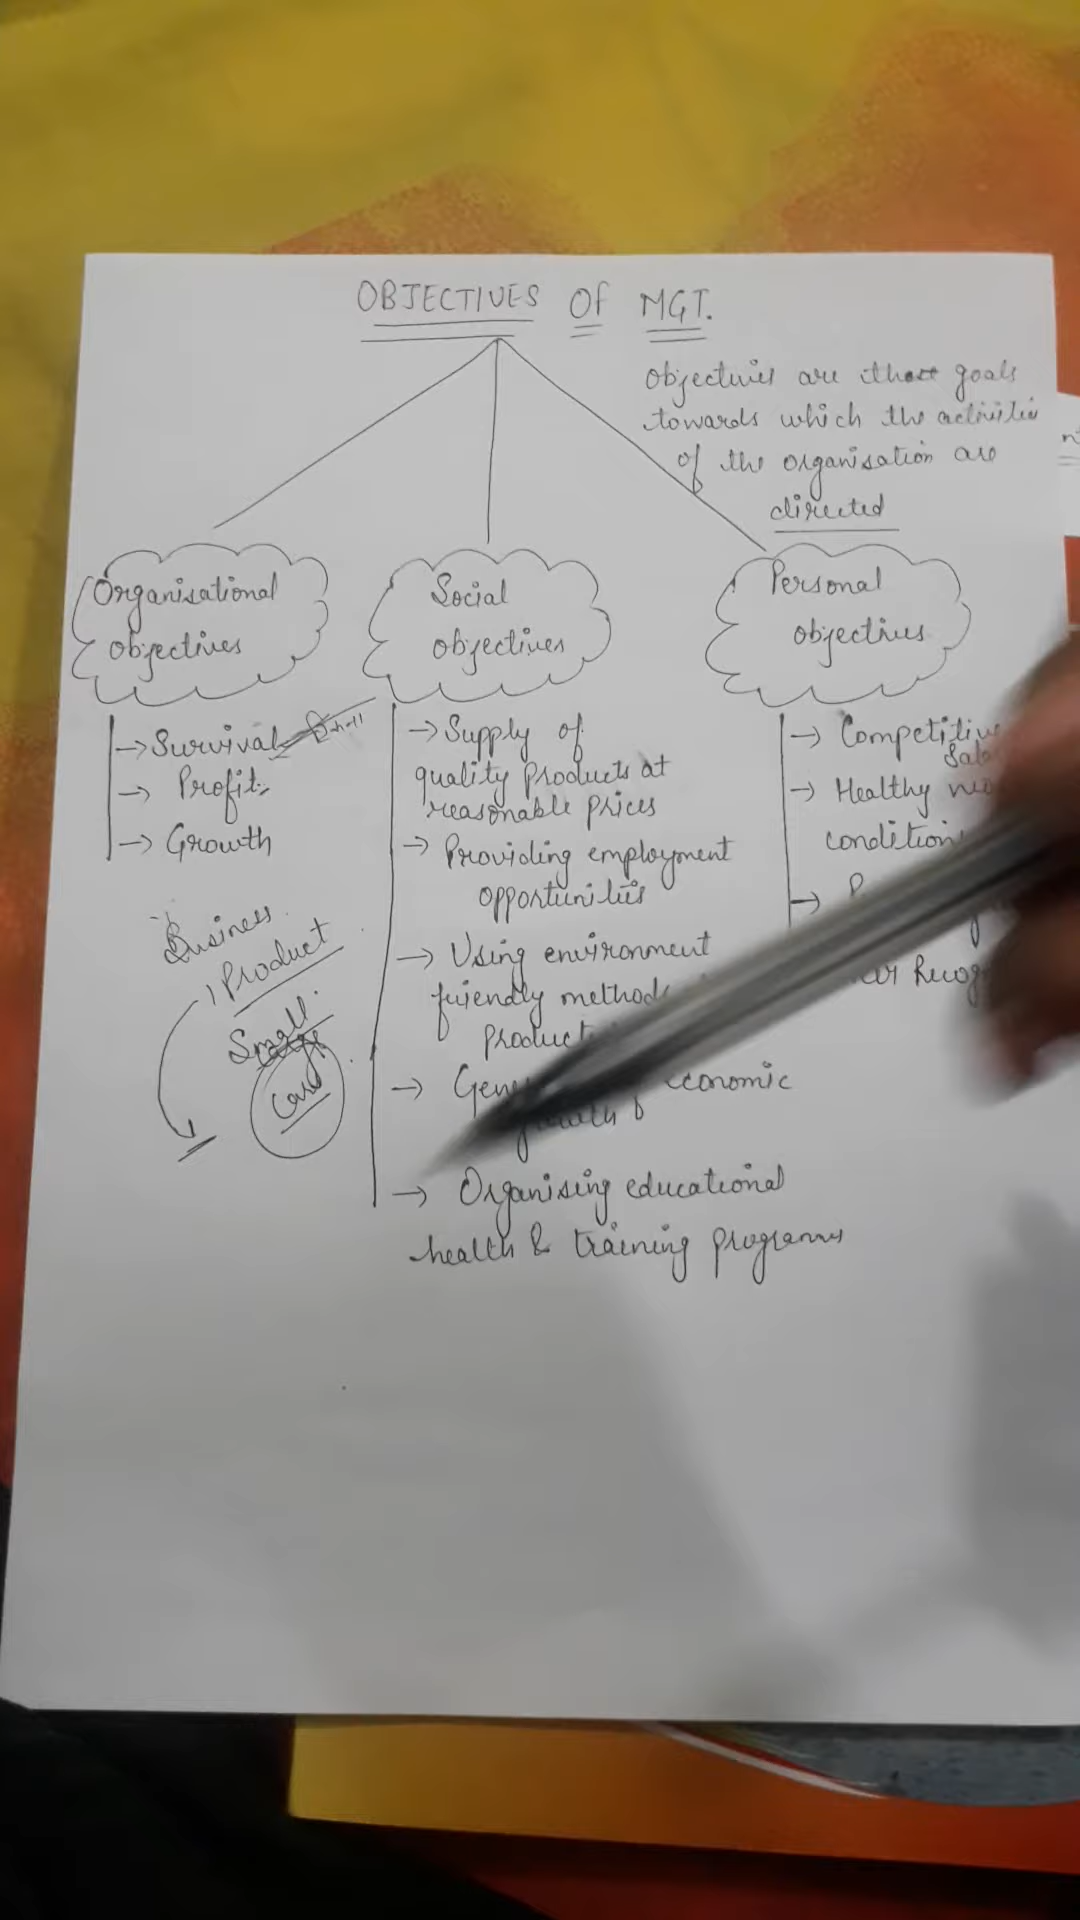 OBJECTIVES OF MGT.
Objectives are those goals
towards which the activities
of the organisation are
directed
Organisational
objectives
→ Survival
→ Profit
→ Growth
Business
1 Product
Small
Social
objectives
→ Supply of
quality products at
reasonable prices
→ Providing employment
opportunities
→ Using environment
friendly methods
→ economic
→ Organising educational
health & training programs
Personal
objectives
→ Competitive
→ Healthy
conditions
→